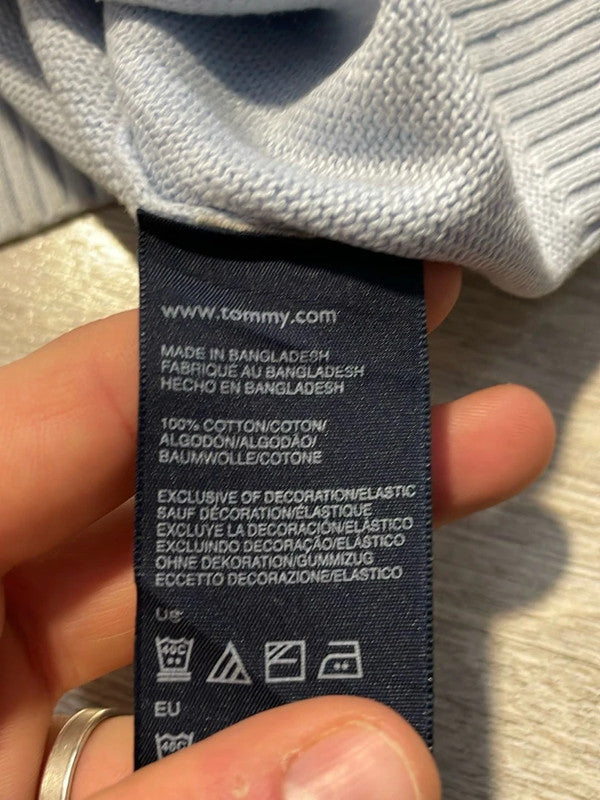 www.tommy.com
MADE IN BANGLADESH
FABRIQUÉ AU BANGLADESH
HECHO EN BANGLADESH
100% COTTON/COTON/
ALGODÓN/ALGODÃO/
BAUMWOLLE/COTONE
EXCLUSIVE OF DECORATION/ELASTIC
SAUF DÉCORATION/ÉLASTIQUE
EXCLUYE LA DECORACIÓN/ELÁSTICO
EXCLUINDO DECORAÇÃO/ELÁSTICO
OHNE DEKORATION/GUMMIZUG
ECCETTO DECORAZIONE/ELASTICO
US
40C
EU
40C